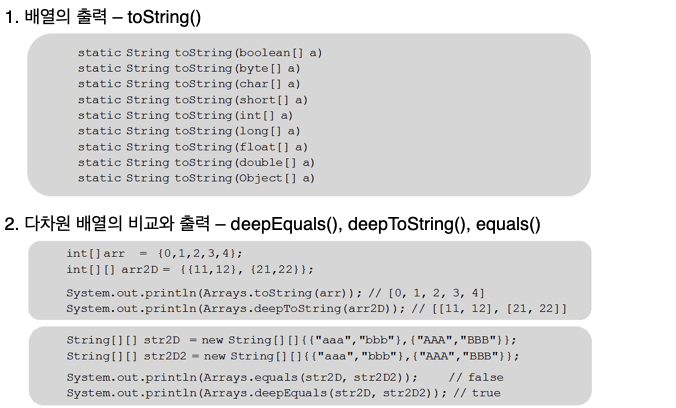 1. 배열의 출력 – toString()
static String toString(boolean[] a)
static String toString(byte[] a)
static String toString(char[] a)
static String toString(short[] a)
static String toString(int[] a)
static String toString(long[] a)
static String toString(float[] a)
static String toString(double[] a)
static String toString(Object[] a)
2. 다차원 배열의 비교와 출력 – deepEquals(), deepToString(), equals()
int[] arr = {0,1,2,3,4};
int[][] arr2D = {{11,12}, {21,22}};
System.out.println(Arrays.toString(arr)); // [0, 1, 2, 3, 4]
System.out.println(Arrays.deepToString(arr2D)); // [[11, 12], [21, 22]]
String[][] str2D = new String[][]{{"aaa","bbb"},{"AAA","BBB"}};
String[][] str2D2 = new String[][]{{"aaa","bbb"},{"AAA","BBB"}};
System.out.println(Arrays.equals(str2D, str2D2)); // false
System.out.println(Arrays.deepEquals(str2D, str2D2)); // true